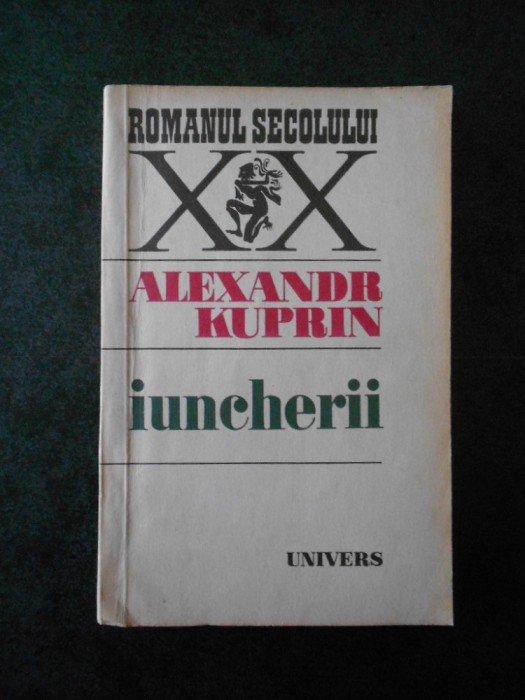 ROMANUL SECOLULUI
XX
ALEXANDR
KUPRIN
iuncherii
UNIVERS